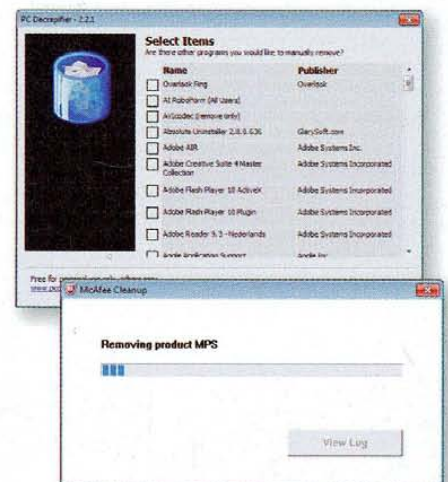 PC Decrapifier - 2.2.1
Select Items
Are there other programs you would like to manually remove?
Name Publisher
Overlook Fing Overlook
AI RoboForm (All Users)
Absolute Uninstaller 2.8.0.636 GlarySoft.com
Adobe AIR Adobe Systems Inc.
Adobe Creative Suite 4 Master Adobe Systems Incorporated
Collection
Adobe Flash Player 10 ActiveX Adobe Systems Incorporated
Adobe Flash Player 10 Plugin Adobe Systems Incorporated
Adobe Reader 9.3 - Nederlands Adobe Systems Incorporated
Apple Application Support Apple Inc.
Free for
McAfee Cleanup
Removing product MPS
View Log